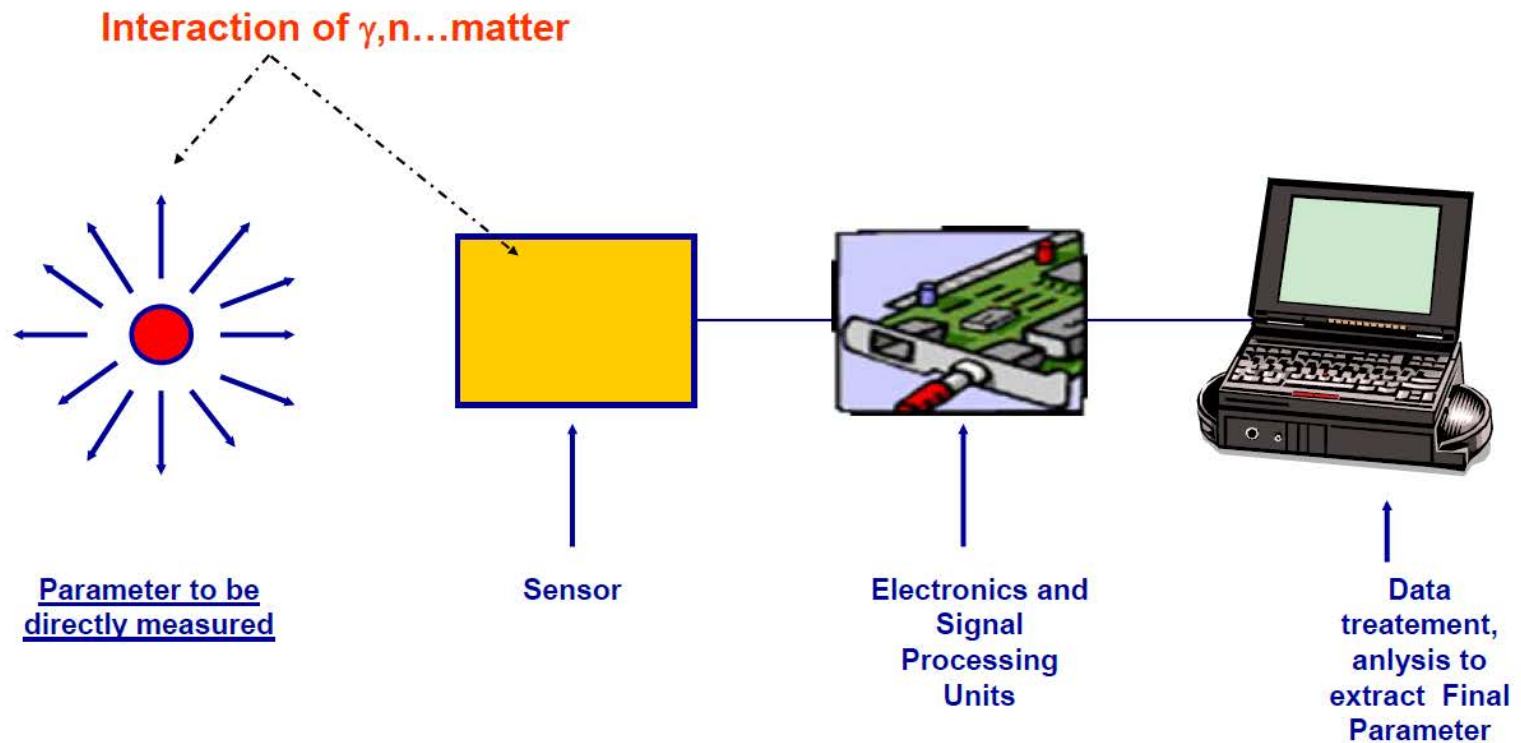 Interaction of γ,n…matter
Parameter to be
directly measured
Sensor
Electronics and
Signal
Processing
Units
Data
treatement,
anlysis to
extract Final
Parameter